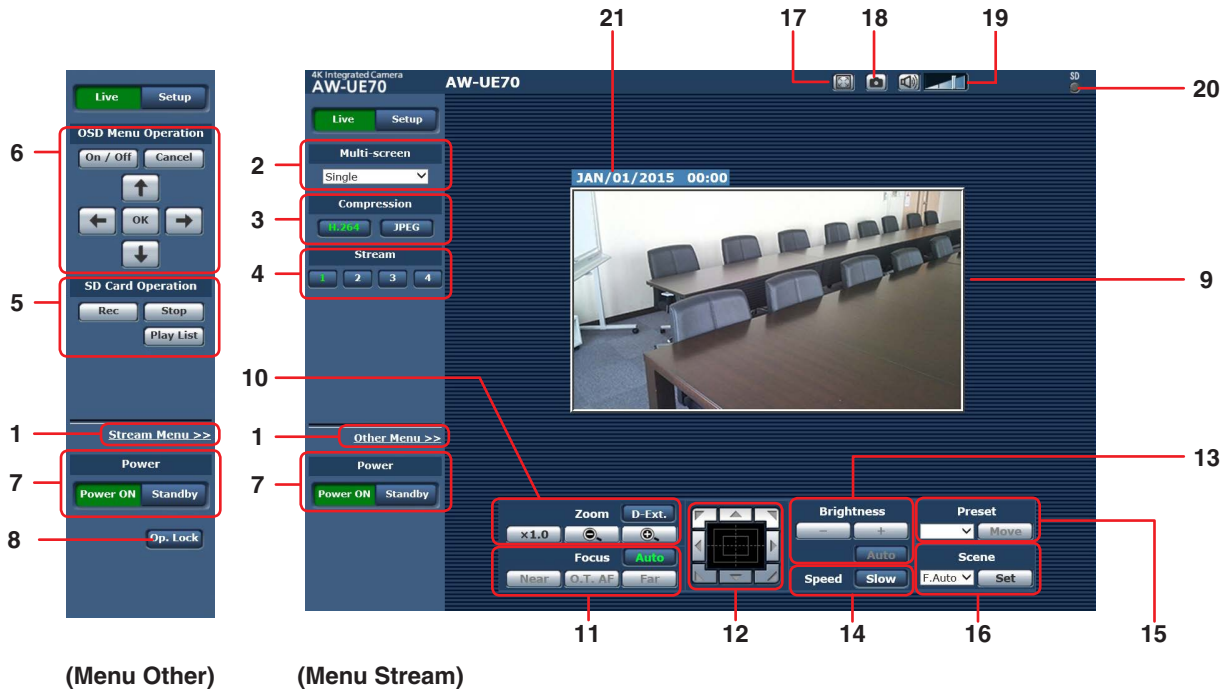 21 17 18 19
20
4K Integrated Camera
AW-UE70
AW-UE70
SD
Live Setup
OSD Menu Operation
6
On / Off Cancel
OK
SD Card Operation
5
Rec Stop
Play List
1 Stream Menu >>
Power
7
Power ON Standby
8
Op. Lock
Live Setup
2
Multi-screen
Single
3
Compression
H.264 JPEG
4
Stream
1 2 3 4
10
1 Other Menu >>
Power
7
Power ON Standby
JAN/01/2015 00:00
9
13
Zoom D-Ext.
×1.0
Focus Auto
Near O.T. AF Far
Brightness
- +
Auto
Speed Slow
Preset
Move
Scene
F.Auto Set
11 12 14 16 15
(Menu Other) (Menu Stream)